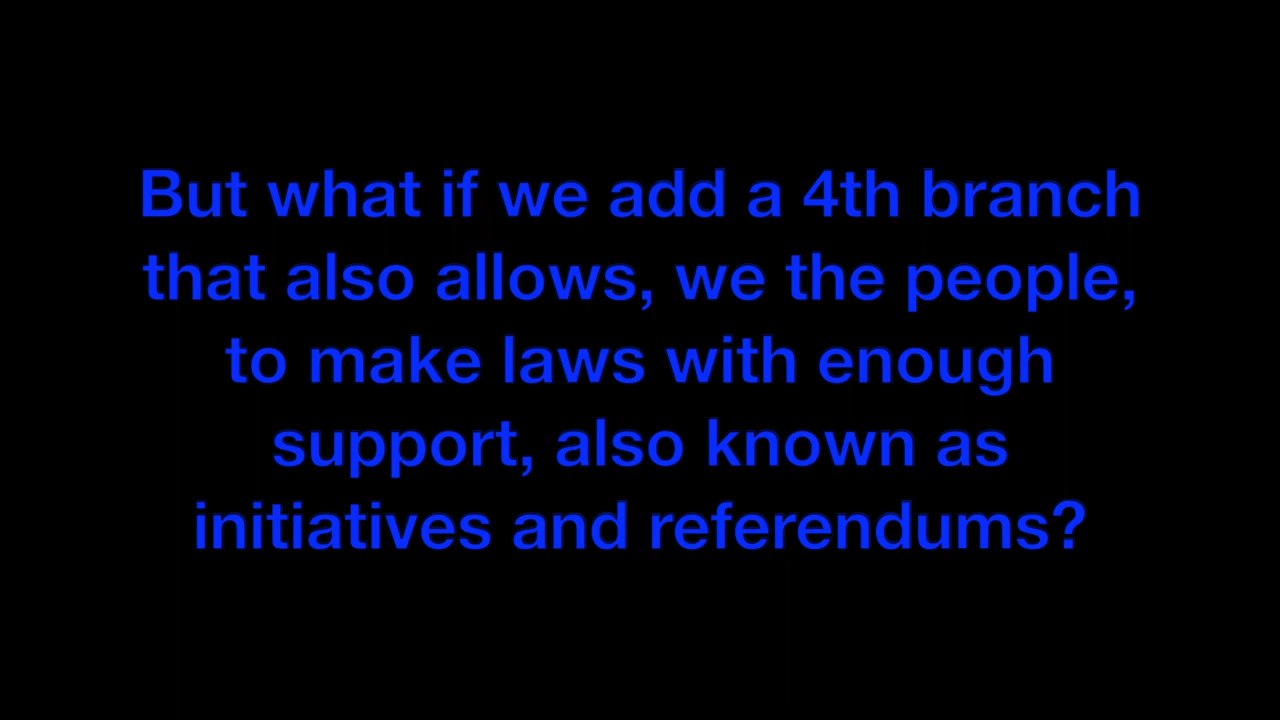 But what if we add a 4th branch
that also allows, we the people,
to make laws with enough
support, also known as
initiatives and referendums?